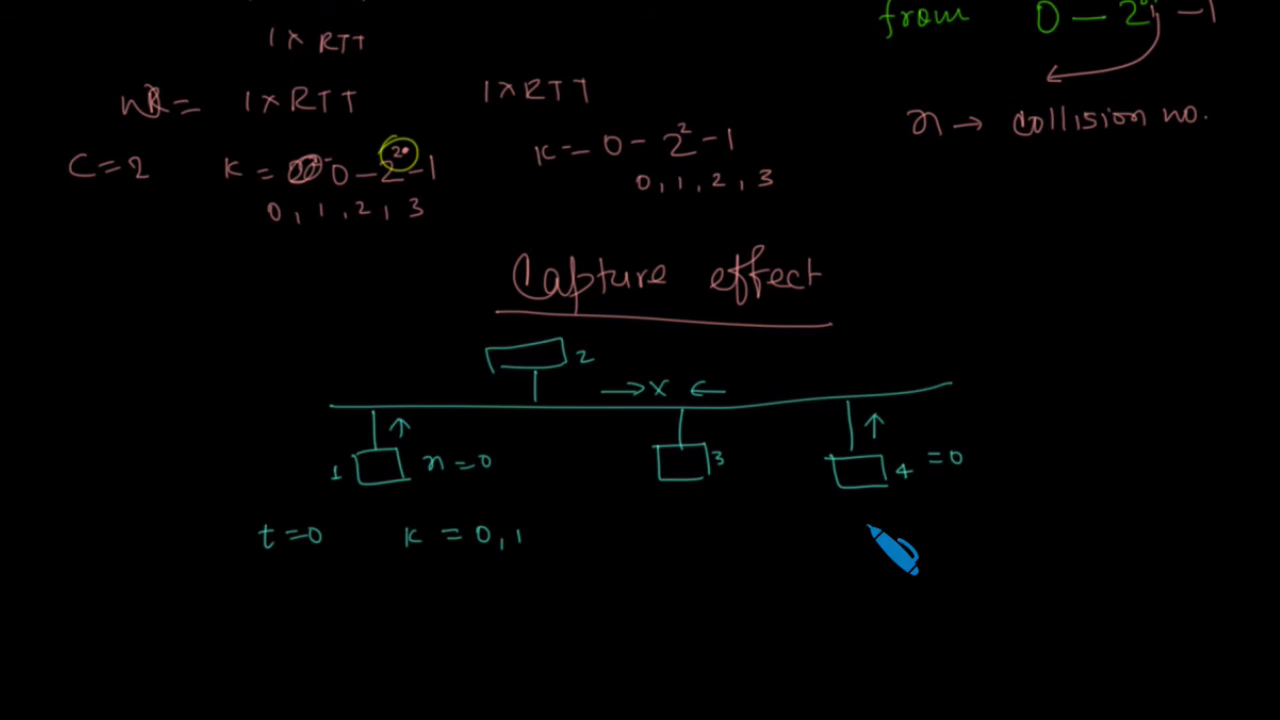 from 0 — 2ⁿ — 1
1 × RTT
1 × RTT 1 × RTT
n → collision no.
C = 2 K = 0 — 2² — 1 K = 0 — 2² — 1
0, 1, 2, 3 0, 1, 2, 3
Capture effect
2
→ x ←
1 n = 0 3 4 = 0
t = 0 K = 0, 1